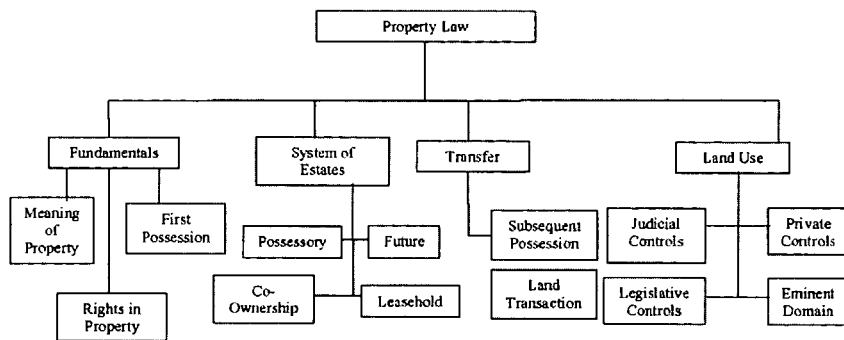 Property Law
Fundamentals
System of
Estates
Transfer
Land Use
Meaning
of
Property
First
Possession
Rights in
Property
Possessory
Future
Co-
Ownership
Leasehold
Subsequent
Possession
Land
Transaction
Judicial
Controls
Private
Controls
Legislative
Controls
Eminent
Domain